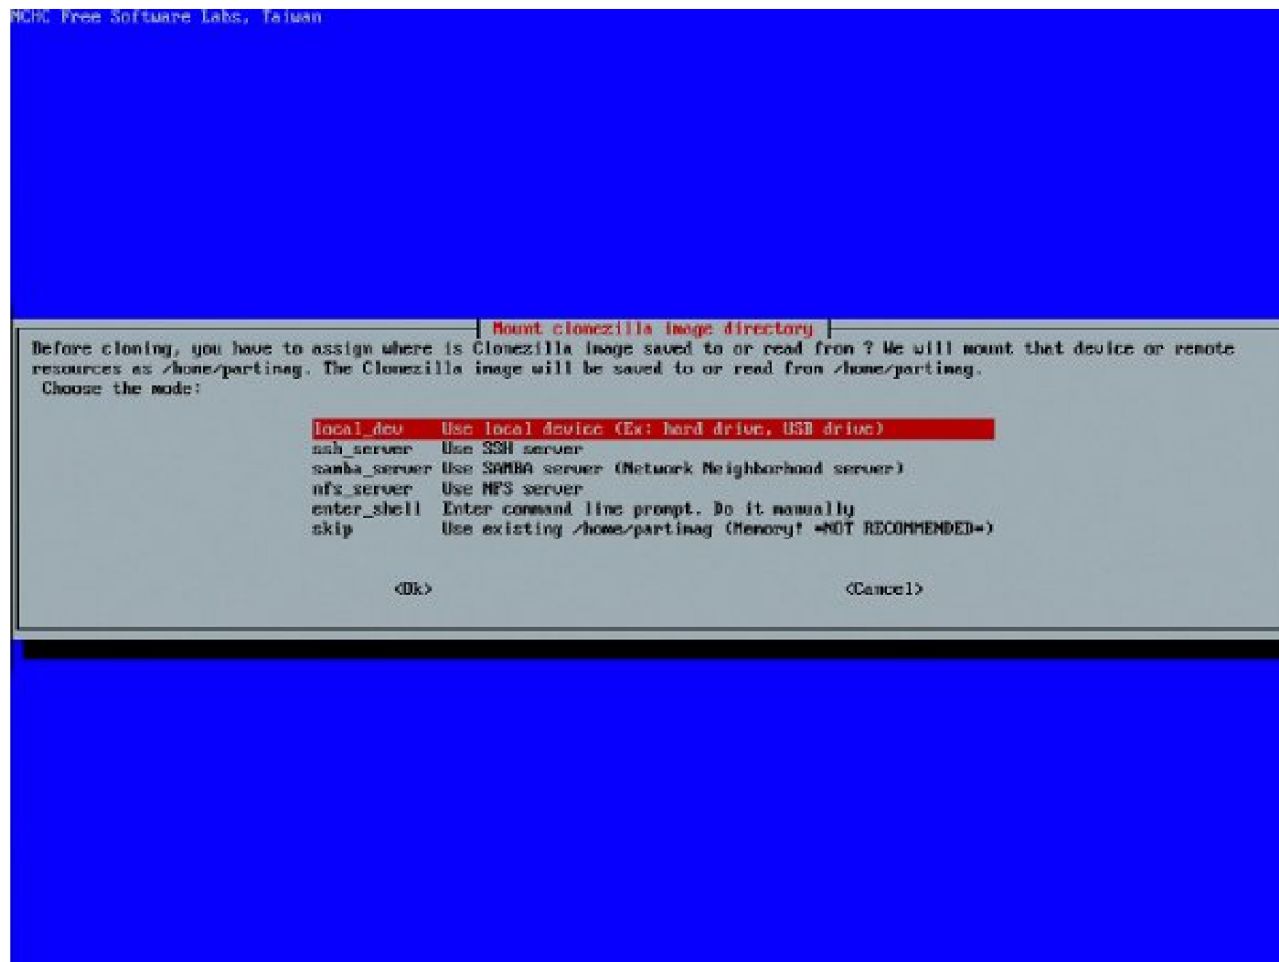 NCHC Free Software Labs, Taiwan
Mount clonezilla image directory
Before cloning, you have to assign where is Clonezilla image saved to or read from ? We will mount that device or remote
resources as /home/partimag. The Clonezilla image will be saved to or read from /home/partimag.
Choose the mode:
local_dev Use local device (Ex: hard drive, USB drive)
ssh_server Use SSH server
samba_server Use SAMBA server (Network Neighborhood server)
nfs_server Use NFS server
enter_shell Enter command line prompt. Do it manually
skip Use existing /home/partimag (Memory! *NOT RECOMMENDED*)
<Ok> <Cancel>